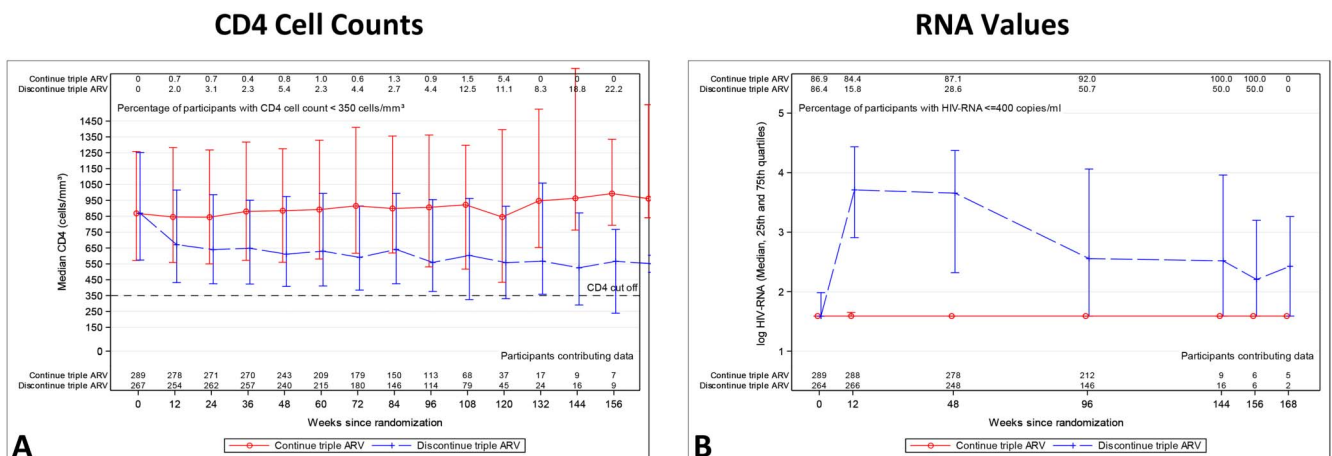 CD4 Cell Counts
Continue triple ARV 0 0.7 0.7 0.4 0.8 1.0 0.6 1.3 0.9 1.5 5.4 0 0 0
Discontinue triple ARV 0 2.0 3.1 2.3 5.4 2.3 4.4 2.7 4.4 12.5 11.1 8.3 18.8 22.2
Percentage of participants with CD4 cell count < 350 cells/mm³
Median CD4 (cells/mm³)
1450
1350
1250
1150
1050
950
850
750
650
550
450
350
250
150
0
CD4 cut off
Participants contributing data
Continue triple ARV 289 278 271 270 243 209 179 150 113 68 37 17 9 7
Discontinue triple ARV 267 254 262 257 240 215 180 146 114 79 45 24 16 9
0 12 24 36 48 60 72 84 96 108 120 132 144 156
Weeks since randomization
A
Continue triple ARV Discontinue triple ARV
RNA Values
Continue triple ARV 86.9 84.4 87.1 92.0 100.0 100.0 0
Discontinue triple ARV 86.4 15.8 28.6 50.7 50.0 50.0 0
Percentage of participants with HIV-RNA <=400 copies/ml
log HIV-RNA (Median, 25th and 75th quartiles)
5
4
3
2
1
Participants contributing data
Continue triple ARV 289 288 278 212 9 6 5
Discontinue triple ARV 264 266 248 146 16 6 2
0 12 48 96 144 156 168
Weeks since randomization
B
Continue triple ARV Discontinue triple ARV